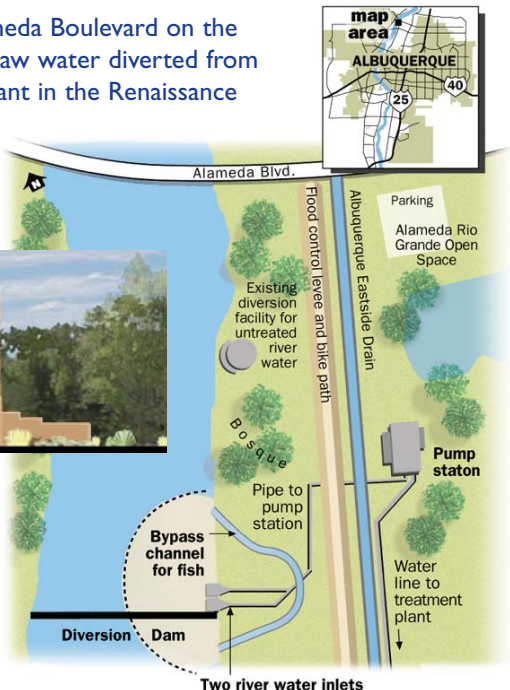 neda Boulevard on the
aw water diverted from
ant in the Renaissance
map
area
ALBUQUERQUE
40
25
Alameda Blvd.
N
Parking
Alameda Rio
Grande Open
Space
Flood control levee and bike path
Albuquerque Eastside Drain
Existing
diversion
facility for
untreated
river
water
Bosque
Pump
staton
Pipe to
pump
station
Bypass
channel
for fish
Water
line to
treatment
plant
Diversion Dam
Two river water inlets